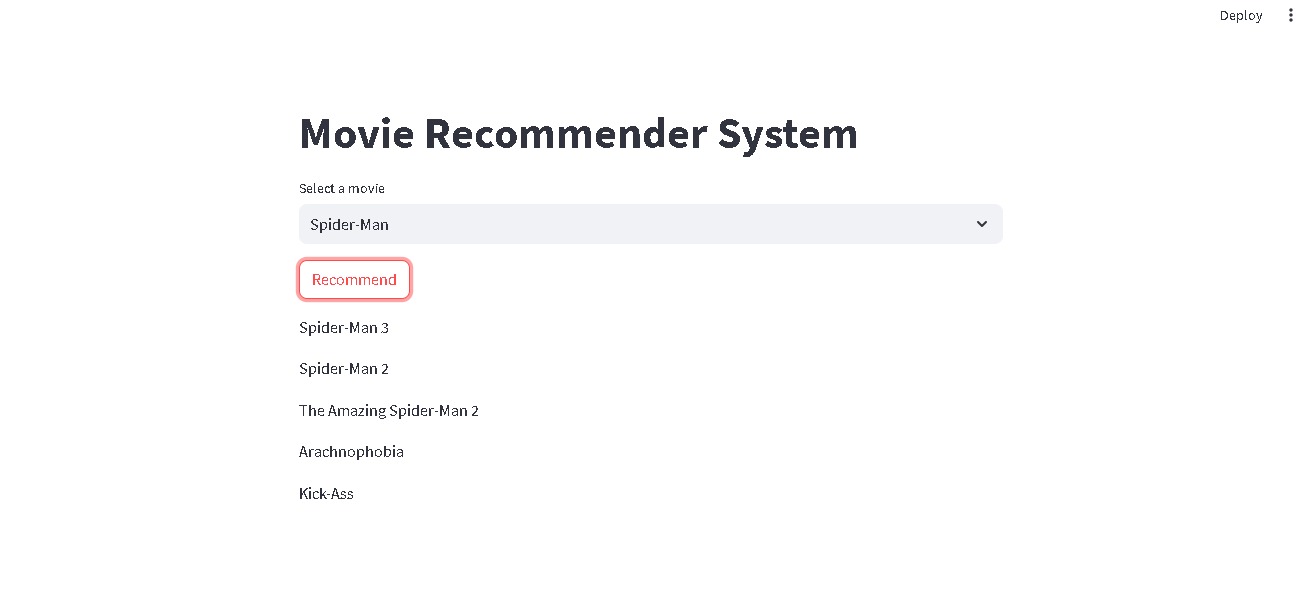 Deploy
Movie Recommender System
Select a movie
Spider-Man
Recommend
Spider-Man 3
Spider-Man 2
The Amazing Spider-Man 2
Arachnophobia
Kick-Ass